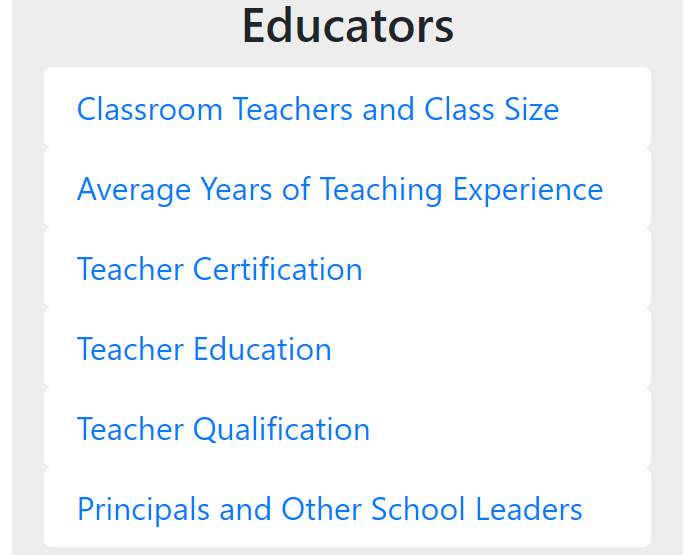 Educators
Classroom Teachers and Class Size
Average Years of Teaching Experience
Teacher Certification
Teacher Education
Teacher Qualification
Principals and Other School Leaders